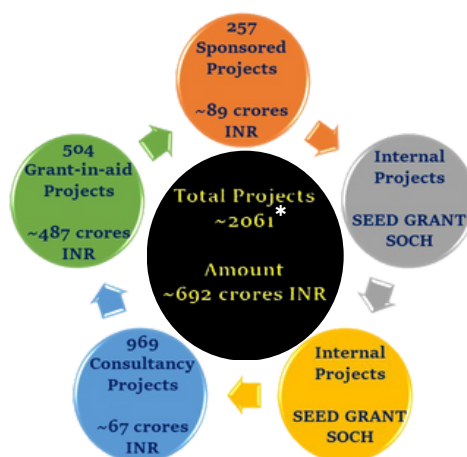 257
Sponsored
Projects
~89 crores
INR
Internal
Projects
SEED GRANT
SOCH
Internal
Projects
SEED GRANT
SOCH
969
Consultancy
Projects
~67 crores
INR
504
Grant-in-aid
Projects
~487 crores
INR
Total Projects
~2061*
Amount
~692 crores INR